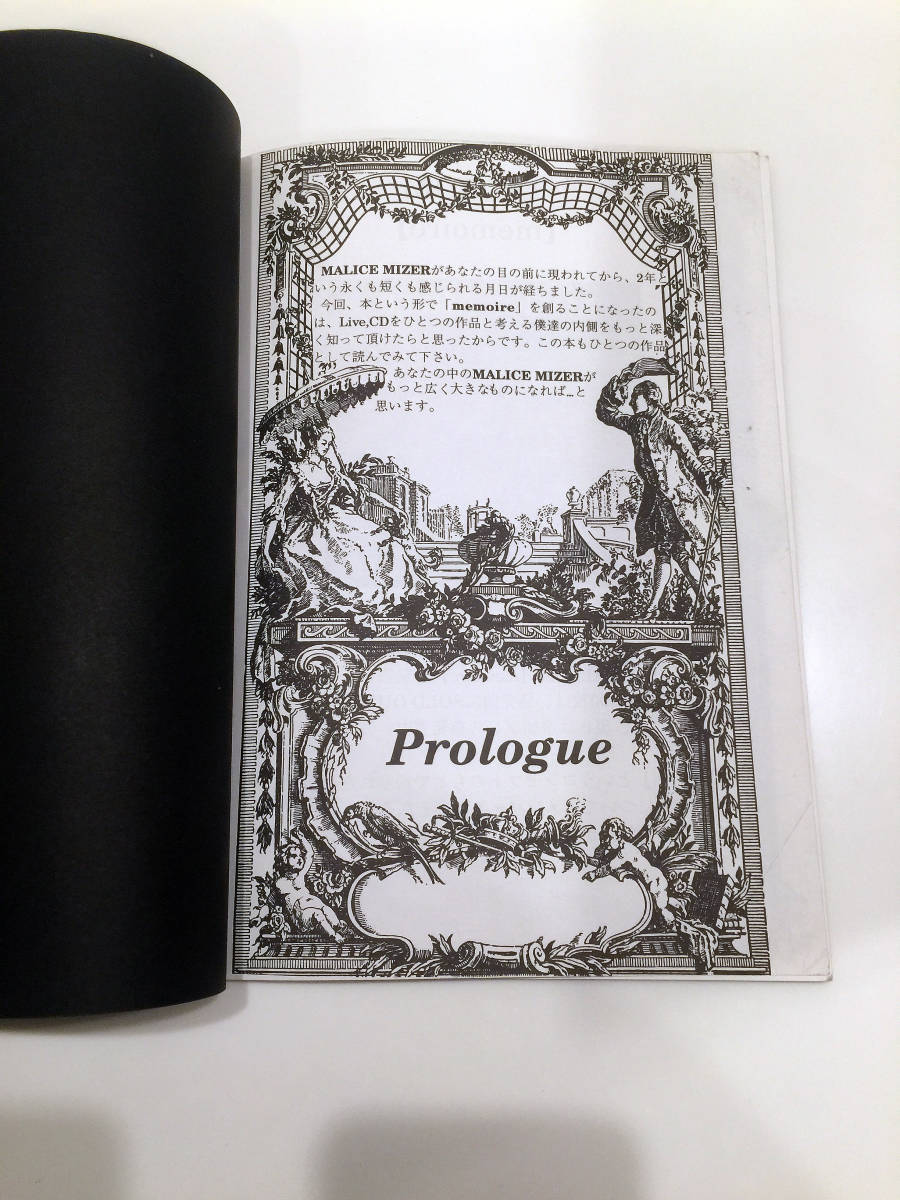 MALICE MIZERがあなたの目の前に現われてから、2年
いう永くも短くも感じられる月日が経ちました。
今回、本という形で「memoire」を創ることになったの
は、Live,CDをひとつの作品と考える僕達の内側をもっと深
く知って頂けたらと思ったからです。この本もひとつの作品
として読んでみて下さい。
あなたの中のMALICE MIZERが
もっと広く大きなものになれば...と
思います。
Prologue